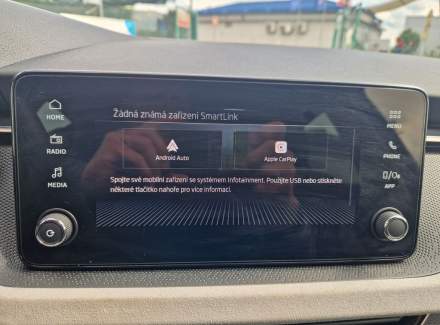 Žádná známá zařízení SmartLink
HOME
RADIO
MEDIA
Android Auto
Apple CarPlay
Spojte své mobilní zařízení se systémem Infotainment. Použijte USB nebo stiskněte
některé tlačítko nahoře pro více informací.
MENU
PHONE
APP